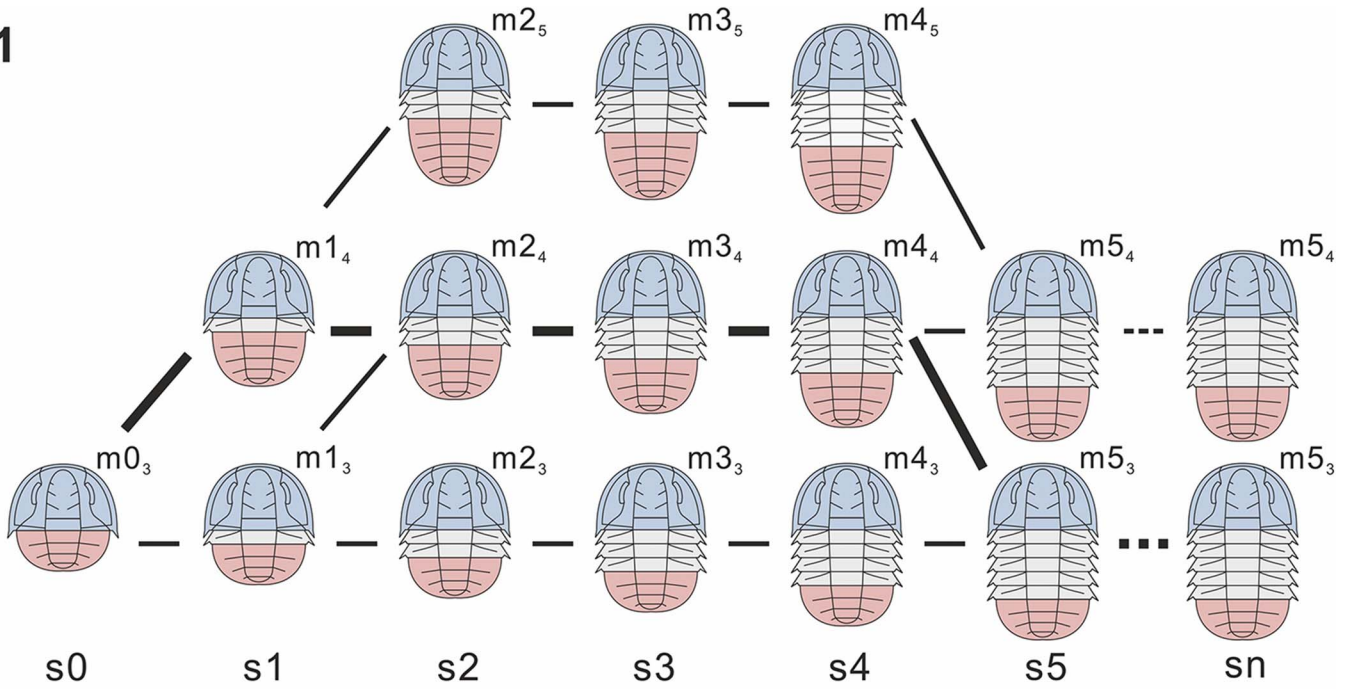 1
m2₅ m3₅ m4₅
m1₄ m2₄ m3₄ m4₄ m5₄ m5₄
m0₃ m1₃ m2₃ m3₃ m4₃ m5₃ m5₃
s0 s1 s2 s3 s4 s5 sn